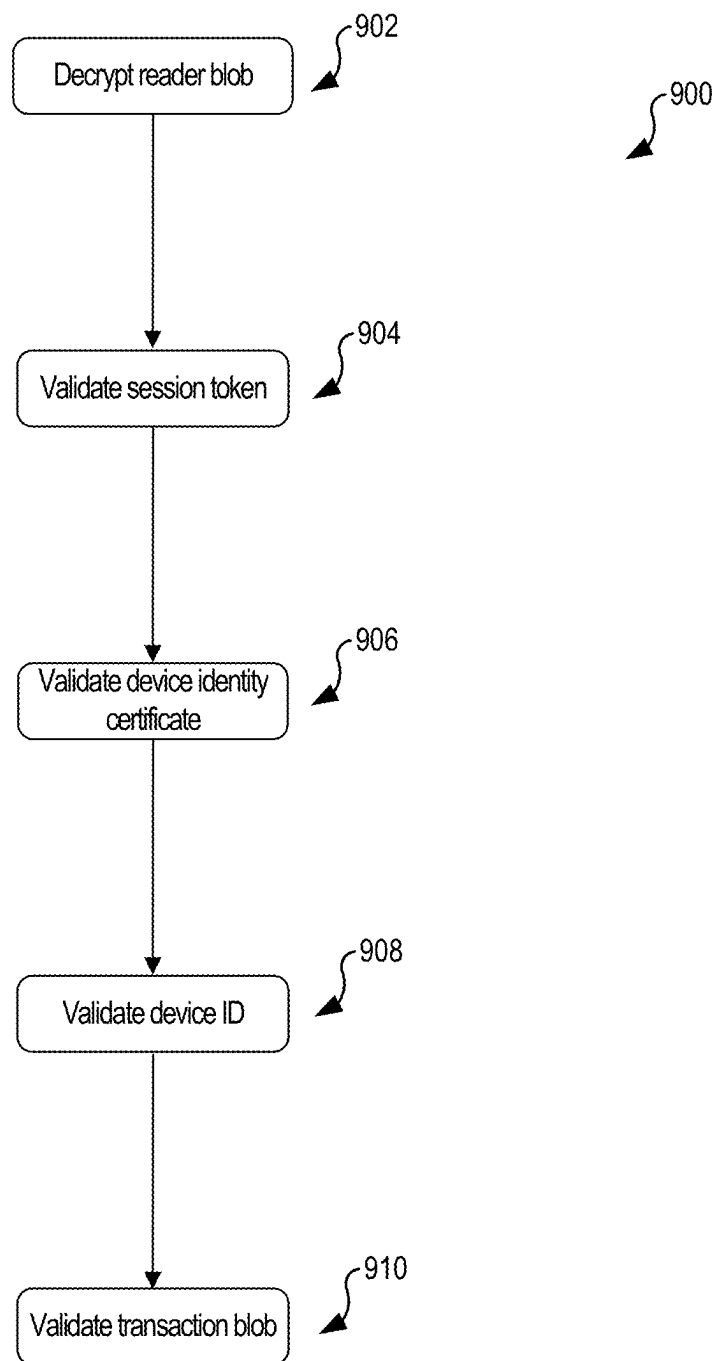 902
Decrypt reader blob
900
904
Validate session token
906
Validate device identity
certificate
908
Validate device ID
910
Validate transaction blob